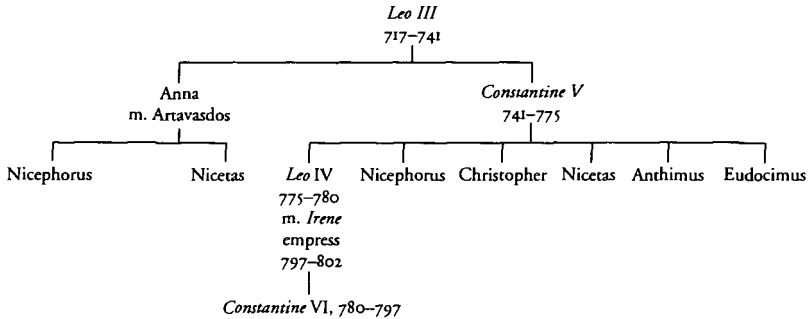 Leo III
717–741
Anna
m. Artavasdos
Constantine V
741–775
Nicephorus
Nicetas
Leo IV
775–780
m. Irene
empress
797–802
Nicephorus
Christopher
Nicetas
Anthimus
Eudocimus
Constantine VI, 780–797